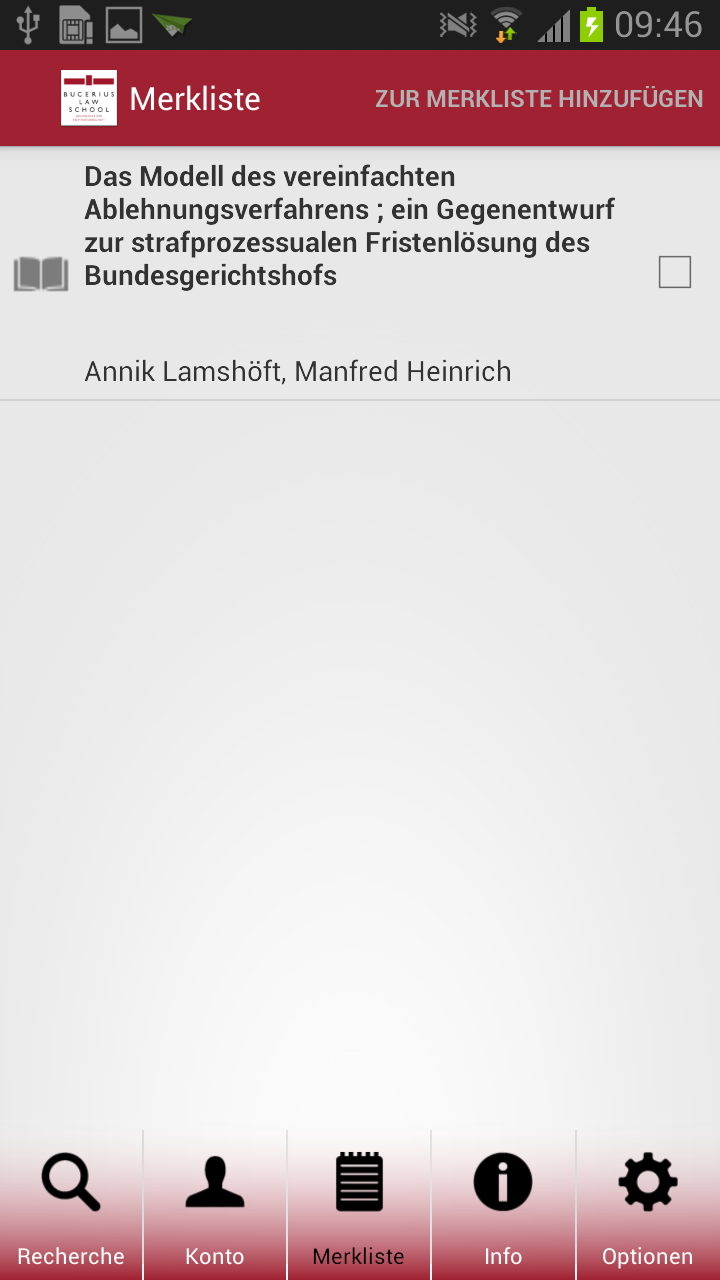 09:46
BUCERIUS
LAW
SCHOOL
Merkliste
ZUR MERKLISTE HINZUFÜGEN
Das Modell des vereinfachten
Ablehnungsverfahrens ; ein Gegenentwurf
zur strafprozessualen Fristenlösung des
Bundesgerichtshofs
Annik Lamshöft, Manfred Heinrich
Recherche
Konto
Merkliste
Info
Optionen